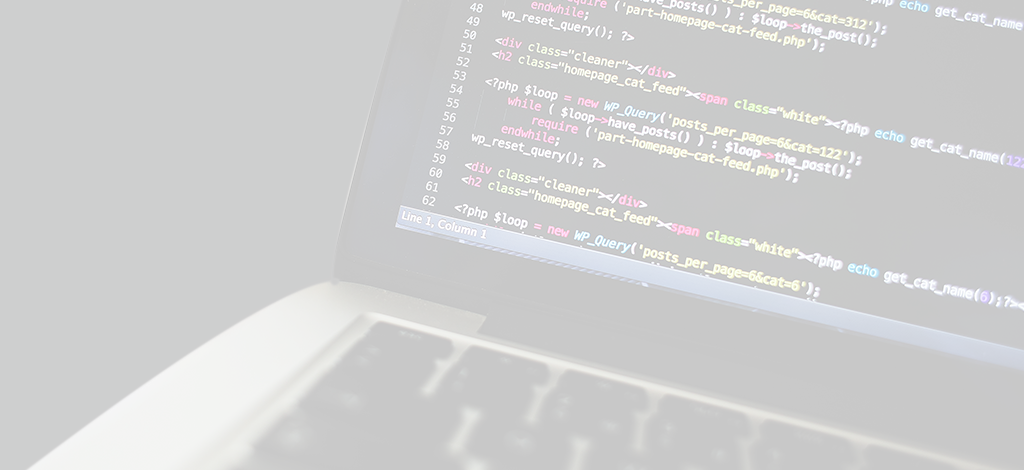 require ('part-homepage-cat-feed.php');
endwhile;
48 wp_reset_query(); ?>
49
50 <div class="cleaner"></div>
51 <h2 class="homepage_cat_feed"><span class="white"><?php echo get_cat_name(122
52
53 <?php $loop = new WP_Query('posts_per_page=6&cat=122');
54 while ( $loop->have_posts() ) : $loop->the_post();
55 require ('part-homepage-cat-feed.php');
56 endwhile;
57 wp_reset_query(); ?>
58
59 <div class="cleaner"></div>
60 <h2 class="homepage_cat_feed"><span class="white"><?php echo get_cat_name(6);?><
61
62 <?php $loop = new WP_Query('posts_per_page=6&cat=6');
Line 1, Column 1